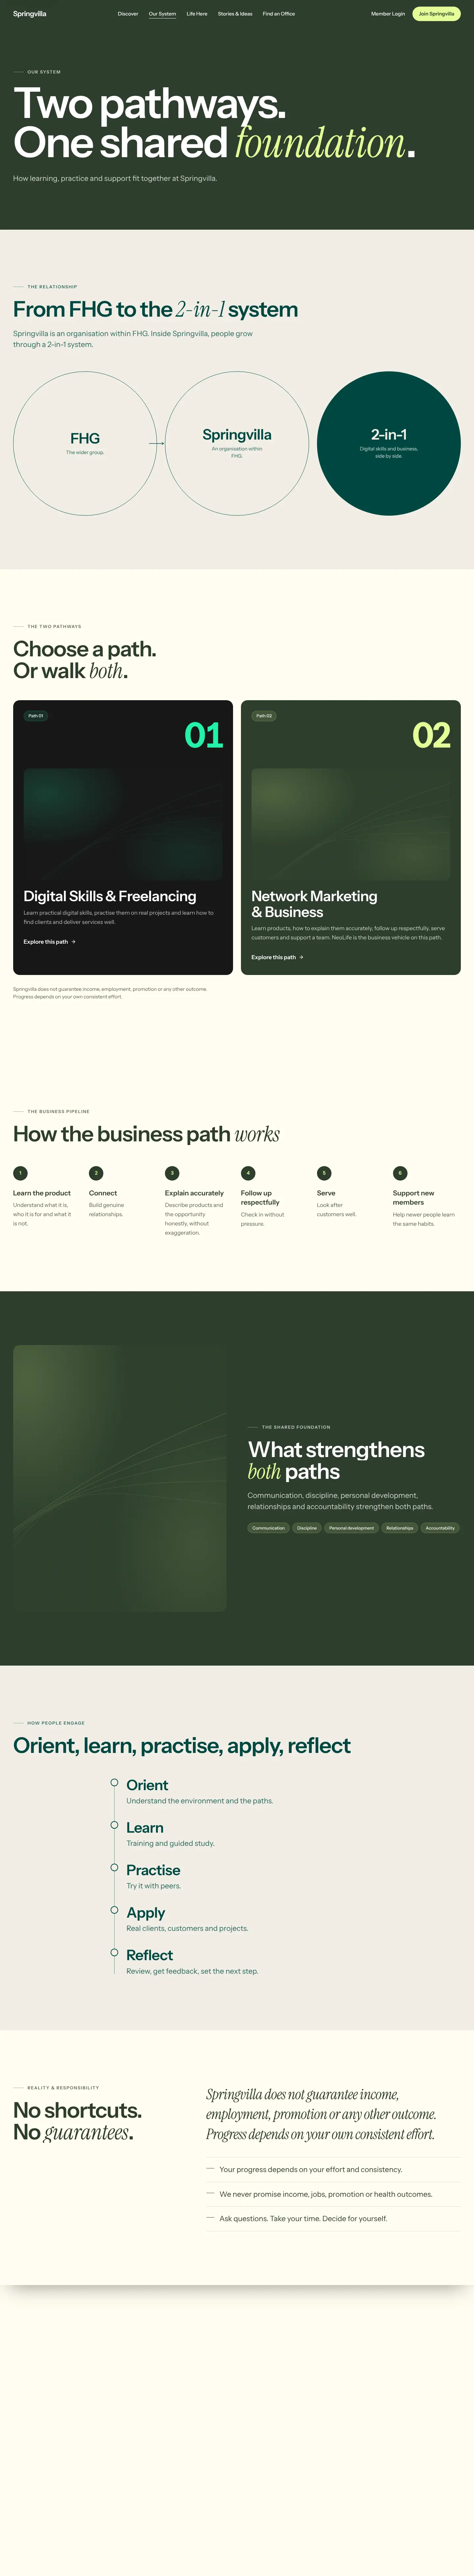 Springvilla
Discover
Our System
Life Here
Stories & Ideas
Find an Office
Member Login
Join Springvilla
OUR SYSTEM
Two pathways.
One shared foundation.
How learning, practice and support fit together at Springvilla.
THE RELATIONSHIP
From FHG to the 2-in-1 system
Springvilla is an organisation within FHG. Inside Springvilla, people grow
through a 2-in-1 system.
FHG
The wider group.
Springvilla
An organisation within
FHG.
2-in-1
Digital skills and business,
side by side.
THE TWO PATHWAYS
Choose a path.
Or walk both.
Path 01
01
Digital Skills & Freelancing
Learn practical digital skills, practise them on real projects and learn how to
find clients and deliver services well.
Explore this path →
Path 02
02
Network Marketing
& Business
Learn products, how to explain them accurately, follow up respectfully, serve
customers and support a team. NeoLife is the business vehicle on this path.
Explore this path →
Springvilla does not guarantee income, employment, promotion or any other outcome.
Progress depends on your own consistent effort.
THE BUSINESS PIPELINE
How the business path works
1
Learn the product
Understand what it is,
who it is for and what it
is not.
2
Connect
Build genuine
relationships.
3
Explain accurately
Describe products and
the opportunity
honestly, without
exaggeration.
4
Follow up
respectfully
Check in without
pressure.
5
Serve
Look after
customers well.
6
Support new
members
Help newer people learn
the same habits.
THE SHARED FOUNDATION
What strengthens
both paths
Communication, discipline, personal development,
relationships and accountability strengthen both paths.
Communication
Discipline
Personal development
Relationships
Accountability
HOW PEOPLE ENGAGE
Orient, learn, practise, apply, reflect
Orient
Understand the environment and the paths.
Learn
Training and guided study.
Practise
Try it with peers.
Apply
Real clients, customers and projects.
Reflect
Review, get feedback, set the next step.
REALITY & RESPONSIBILITY
No shortcuts.
No guarantees.
Springvilla does not guarantee income,
employment, promotion or any other outcome.
Progress depends on your own consistent effort.
Your progress depends on your effort and consistency.
We never promise income, jobs, promotion or health outcomes.
Ask questions. Take your time. Decide for yourself.